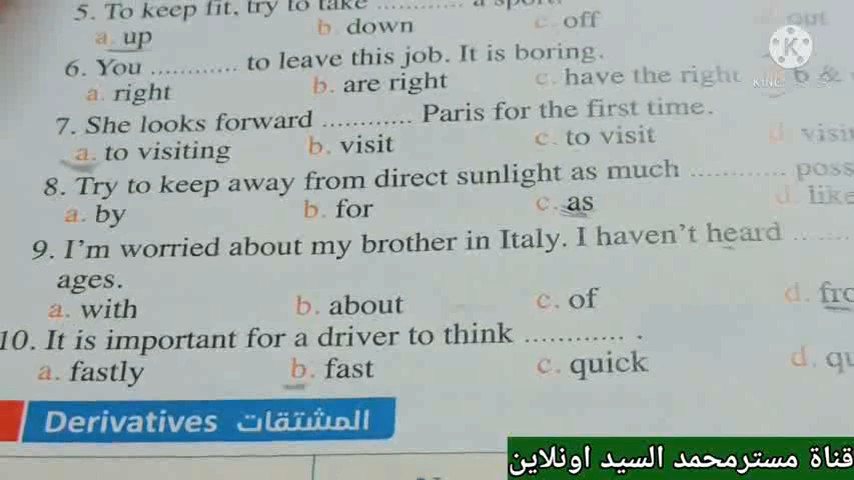 5. To keep fit, try to take ............ a sport.
a. up b. down c. off d. out
6. You ............ to leave this job. It is boring.
a. right b. are right c. have the right b &
7. She looks forward ............ Paris for the first time.
a. to visiting b. visit c. to visit d.
8. Try to keep away from direct sunlight as much ............
a. by b. for c. as d. like
9. I'm worried about my brother in Italy. I haven't heard ......
ages.
a. with b. about c. of d.
10. It is important for a driver to think ............ .
a. fastly b. fast c. quick d.
Derivatives المشتقات
قناة مسترمحمد السيد اونلاين